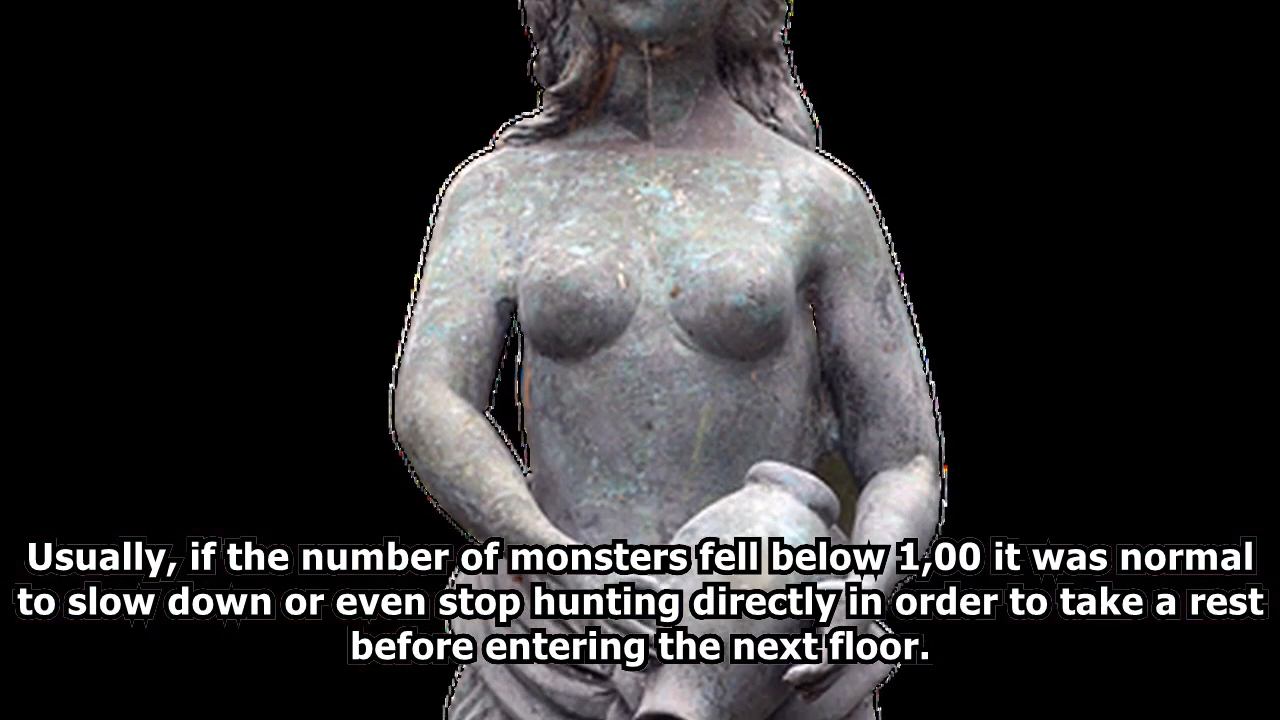 Usually, if the number of monsters fell below 1,00 it was normal
to slow down or even stop hunting directly in order to take a rest
before entering the next floor.